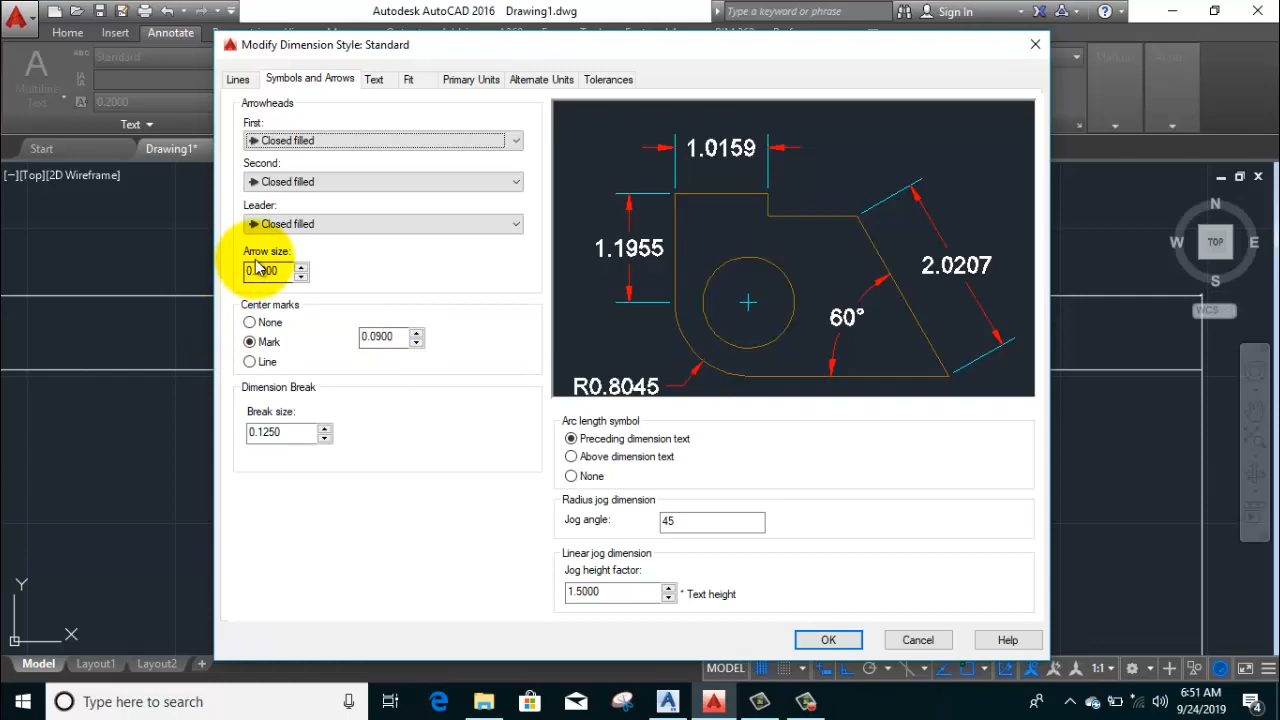 Autodesk AutoCAD 2016 Drawing1.dwg
Type a keyword or phrase
Sign In
Home Insert Annotate
Modify Dimension Style: Standard
Standard
Multiline
Text
0.2000
Text
Start Drawing1*
[−][Top][2D Wireframe]
Lines Symbols and Arrows Text Fit Primary Units Alternate Units Tolerances
Arrowheads
First:
Closed filled
Second:
Closed filled
Leader:
Closed filled
Arrow size:
Center marks
None
Mark
0.0900
Line
Dimension Break
Break size:
0.1250
1.0159
1.1955
2.0207
60°
R0.8045
Arc length symbol
Preceding dimension text
Above dimension text
None
Radius jog dimension
Jog angle:
45
Linear jog dimension
Jog height factor:
1.5000
* Text height
OK Cancel Help
N
W TOP E
S
WCS
Y
X
Model Layout1 Layout2 +
MODEL
1:1
Type here to search
6:51 AM
9/24/2019
4